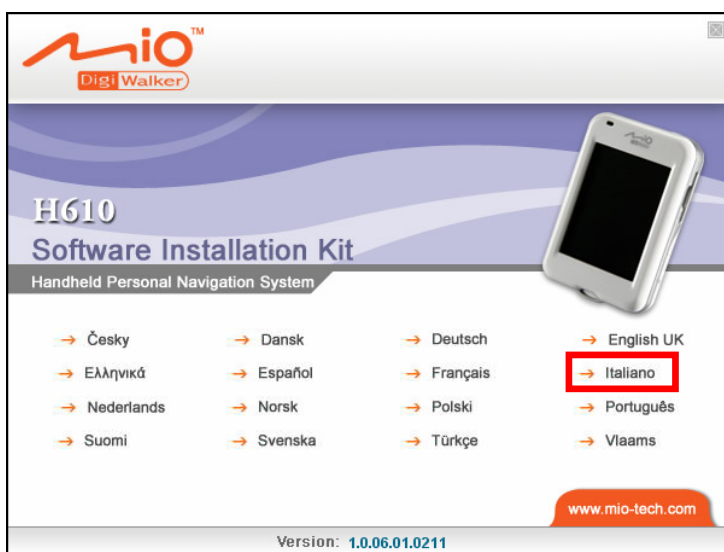 Mio™
Digi Walker
H610
Software Installation Kit
Handheld Personal Navigation System
Česky Dansk Deutsch English UK
Ελληνικά Español Français Italiano
Nederlands Norsk Polski Português
Suomi Svenska Türkçe Vlaams
www.mio-tech.com
Version: 1.0.06.01.0211